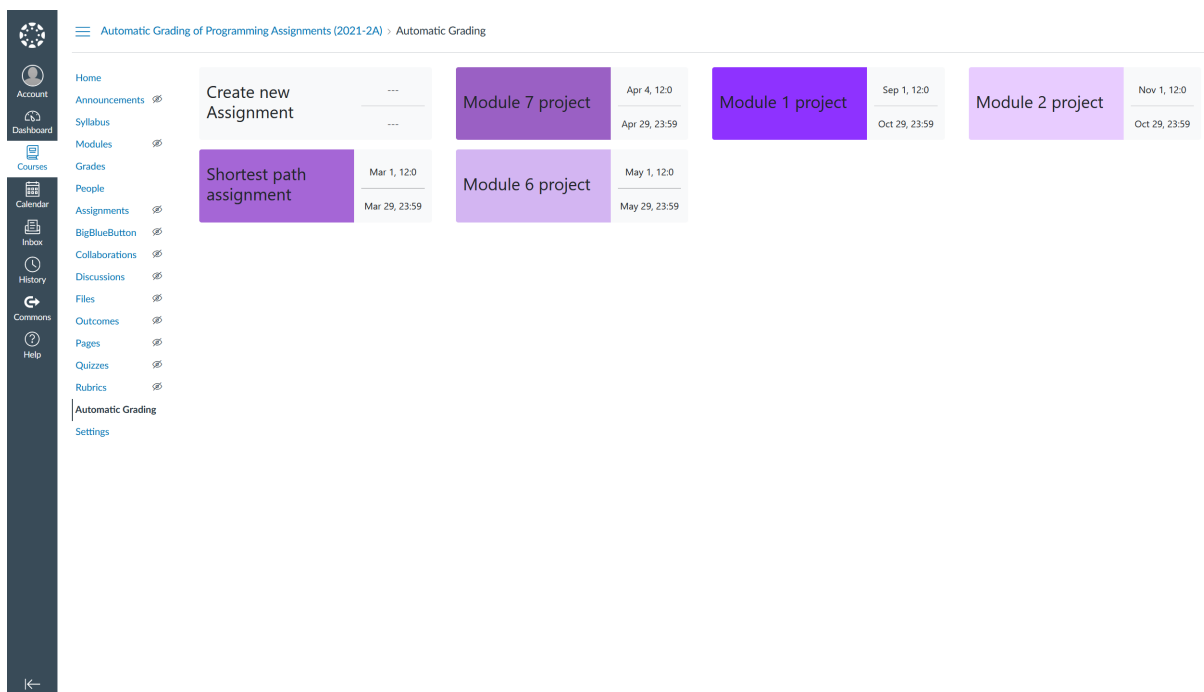 Automatic Grading of Programming Assignments (2021-2A) > Automatic Grading
Account
Dashboard
Courses
Calendar
Inbox
History
Commons
Help
Home
Announcements
Syllabus
Modules
Grades
People
Assignments
BigBlueButton
Collaborations
Discussions
Files
Outcomes
Pages
Quizzes
Rubrics
Automatic Grading
Settings
Create new
Assignment
---
---
Module 7 project
Apr 4, 12:0
Apr 29, 23:59
Module 1 project
Sep 1, 12:0
Oct 29, 23:59
Module 2 project
Nov 1, 12:0
Oct 29, 23:59
Shortest path
assignment
Mar 1, 12:0
Mar 29, 23:59
Module 6 project
May 1, 12:0
May 29, 23:59